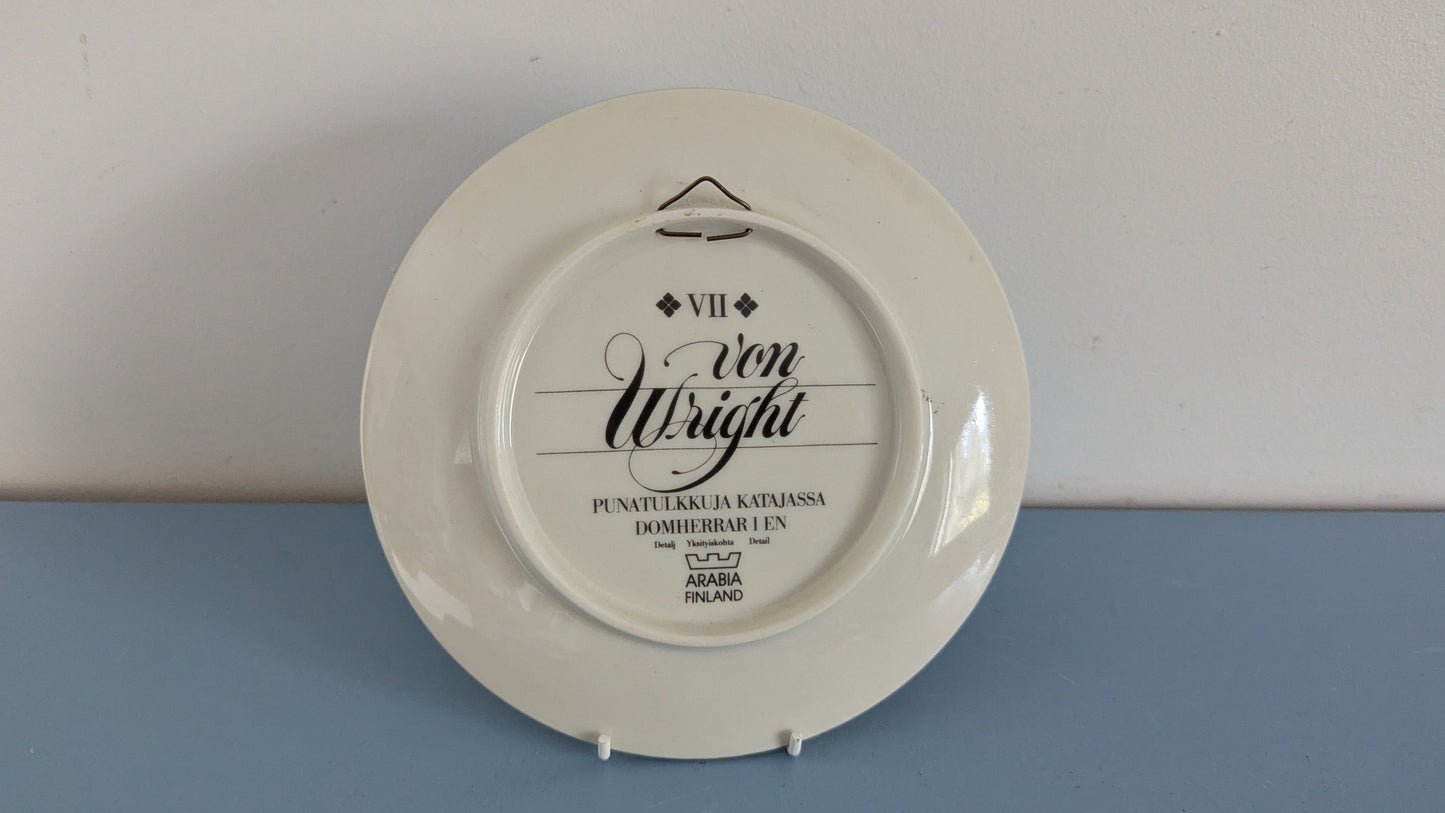 VII
von
Wright
PUNATULKKUJA KATAJASSA
DOMHERRAR I EN
Detalj Yksityiskohta Detail
ARABIA
FINLAND